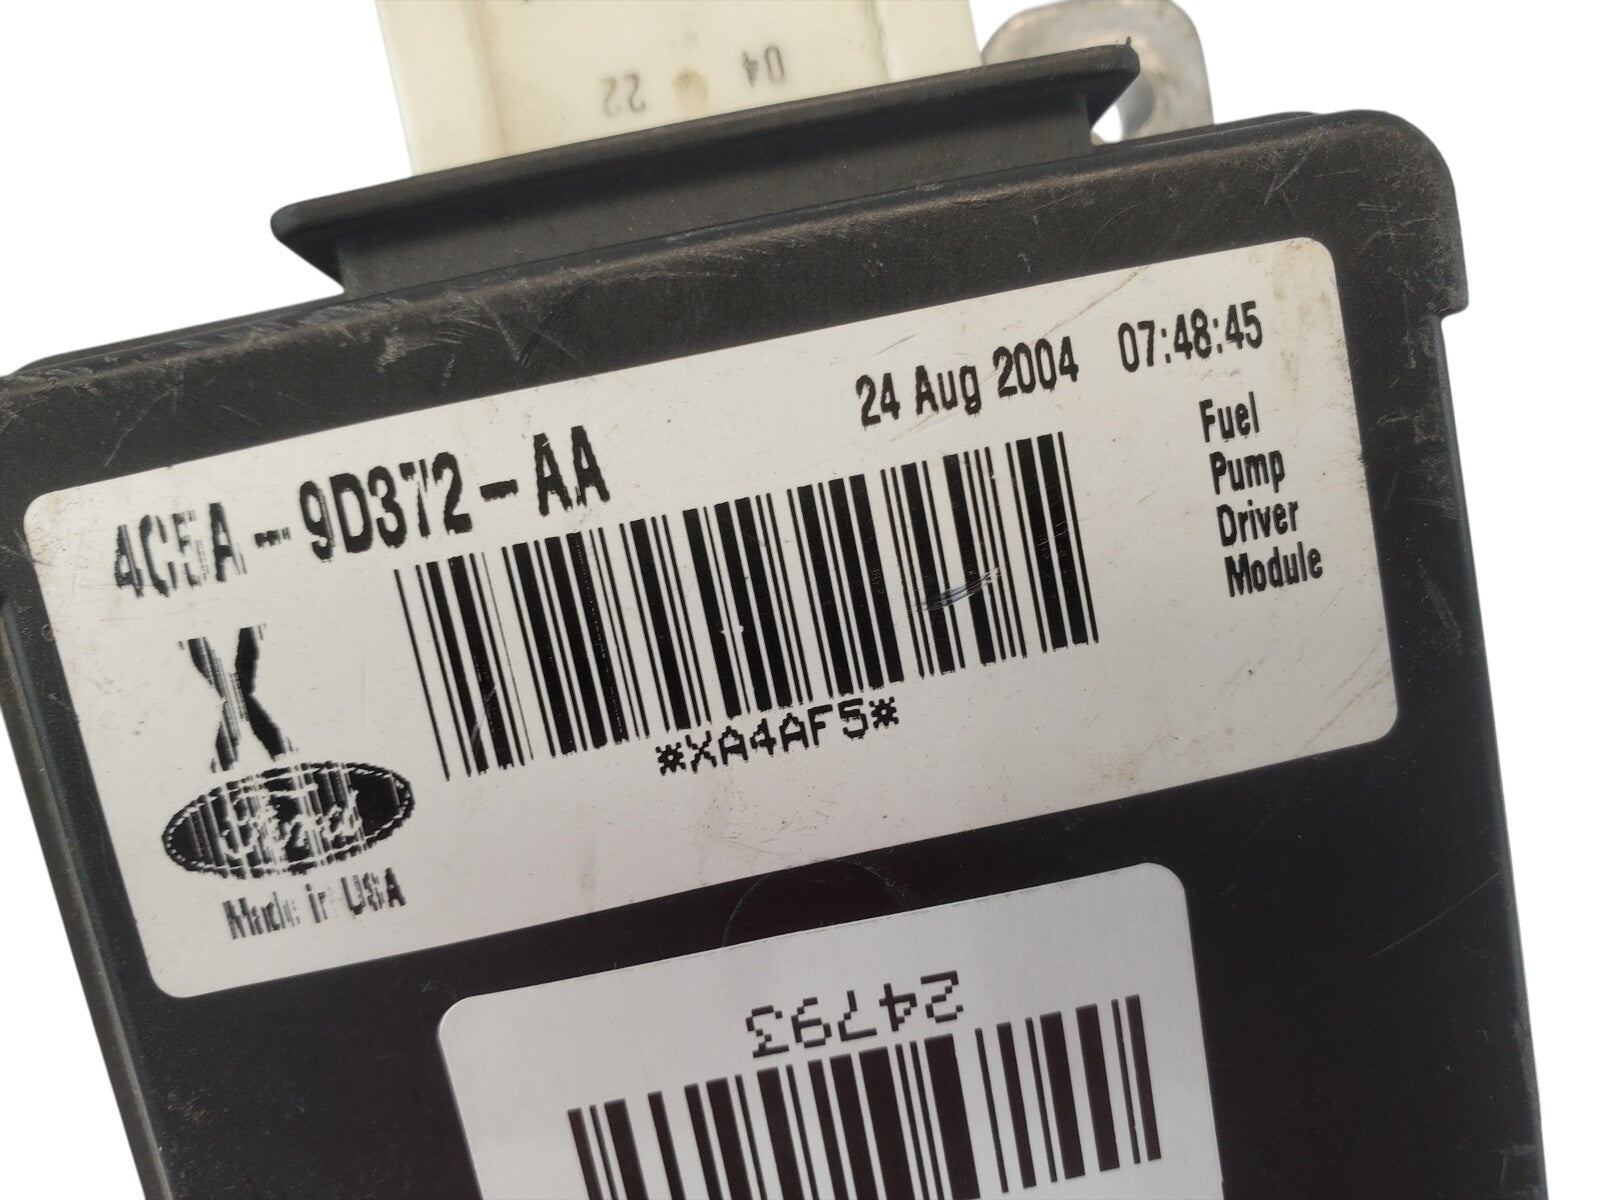 04 22
24 Aug 2004 07:48:45
4C5A-9D372-AA
Fuel
Pump
Driver
Module
X
*XA4AF5*
Ford
Made in USA
24793